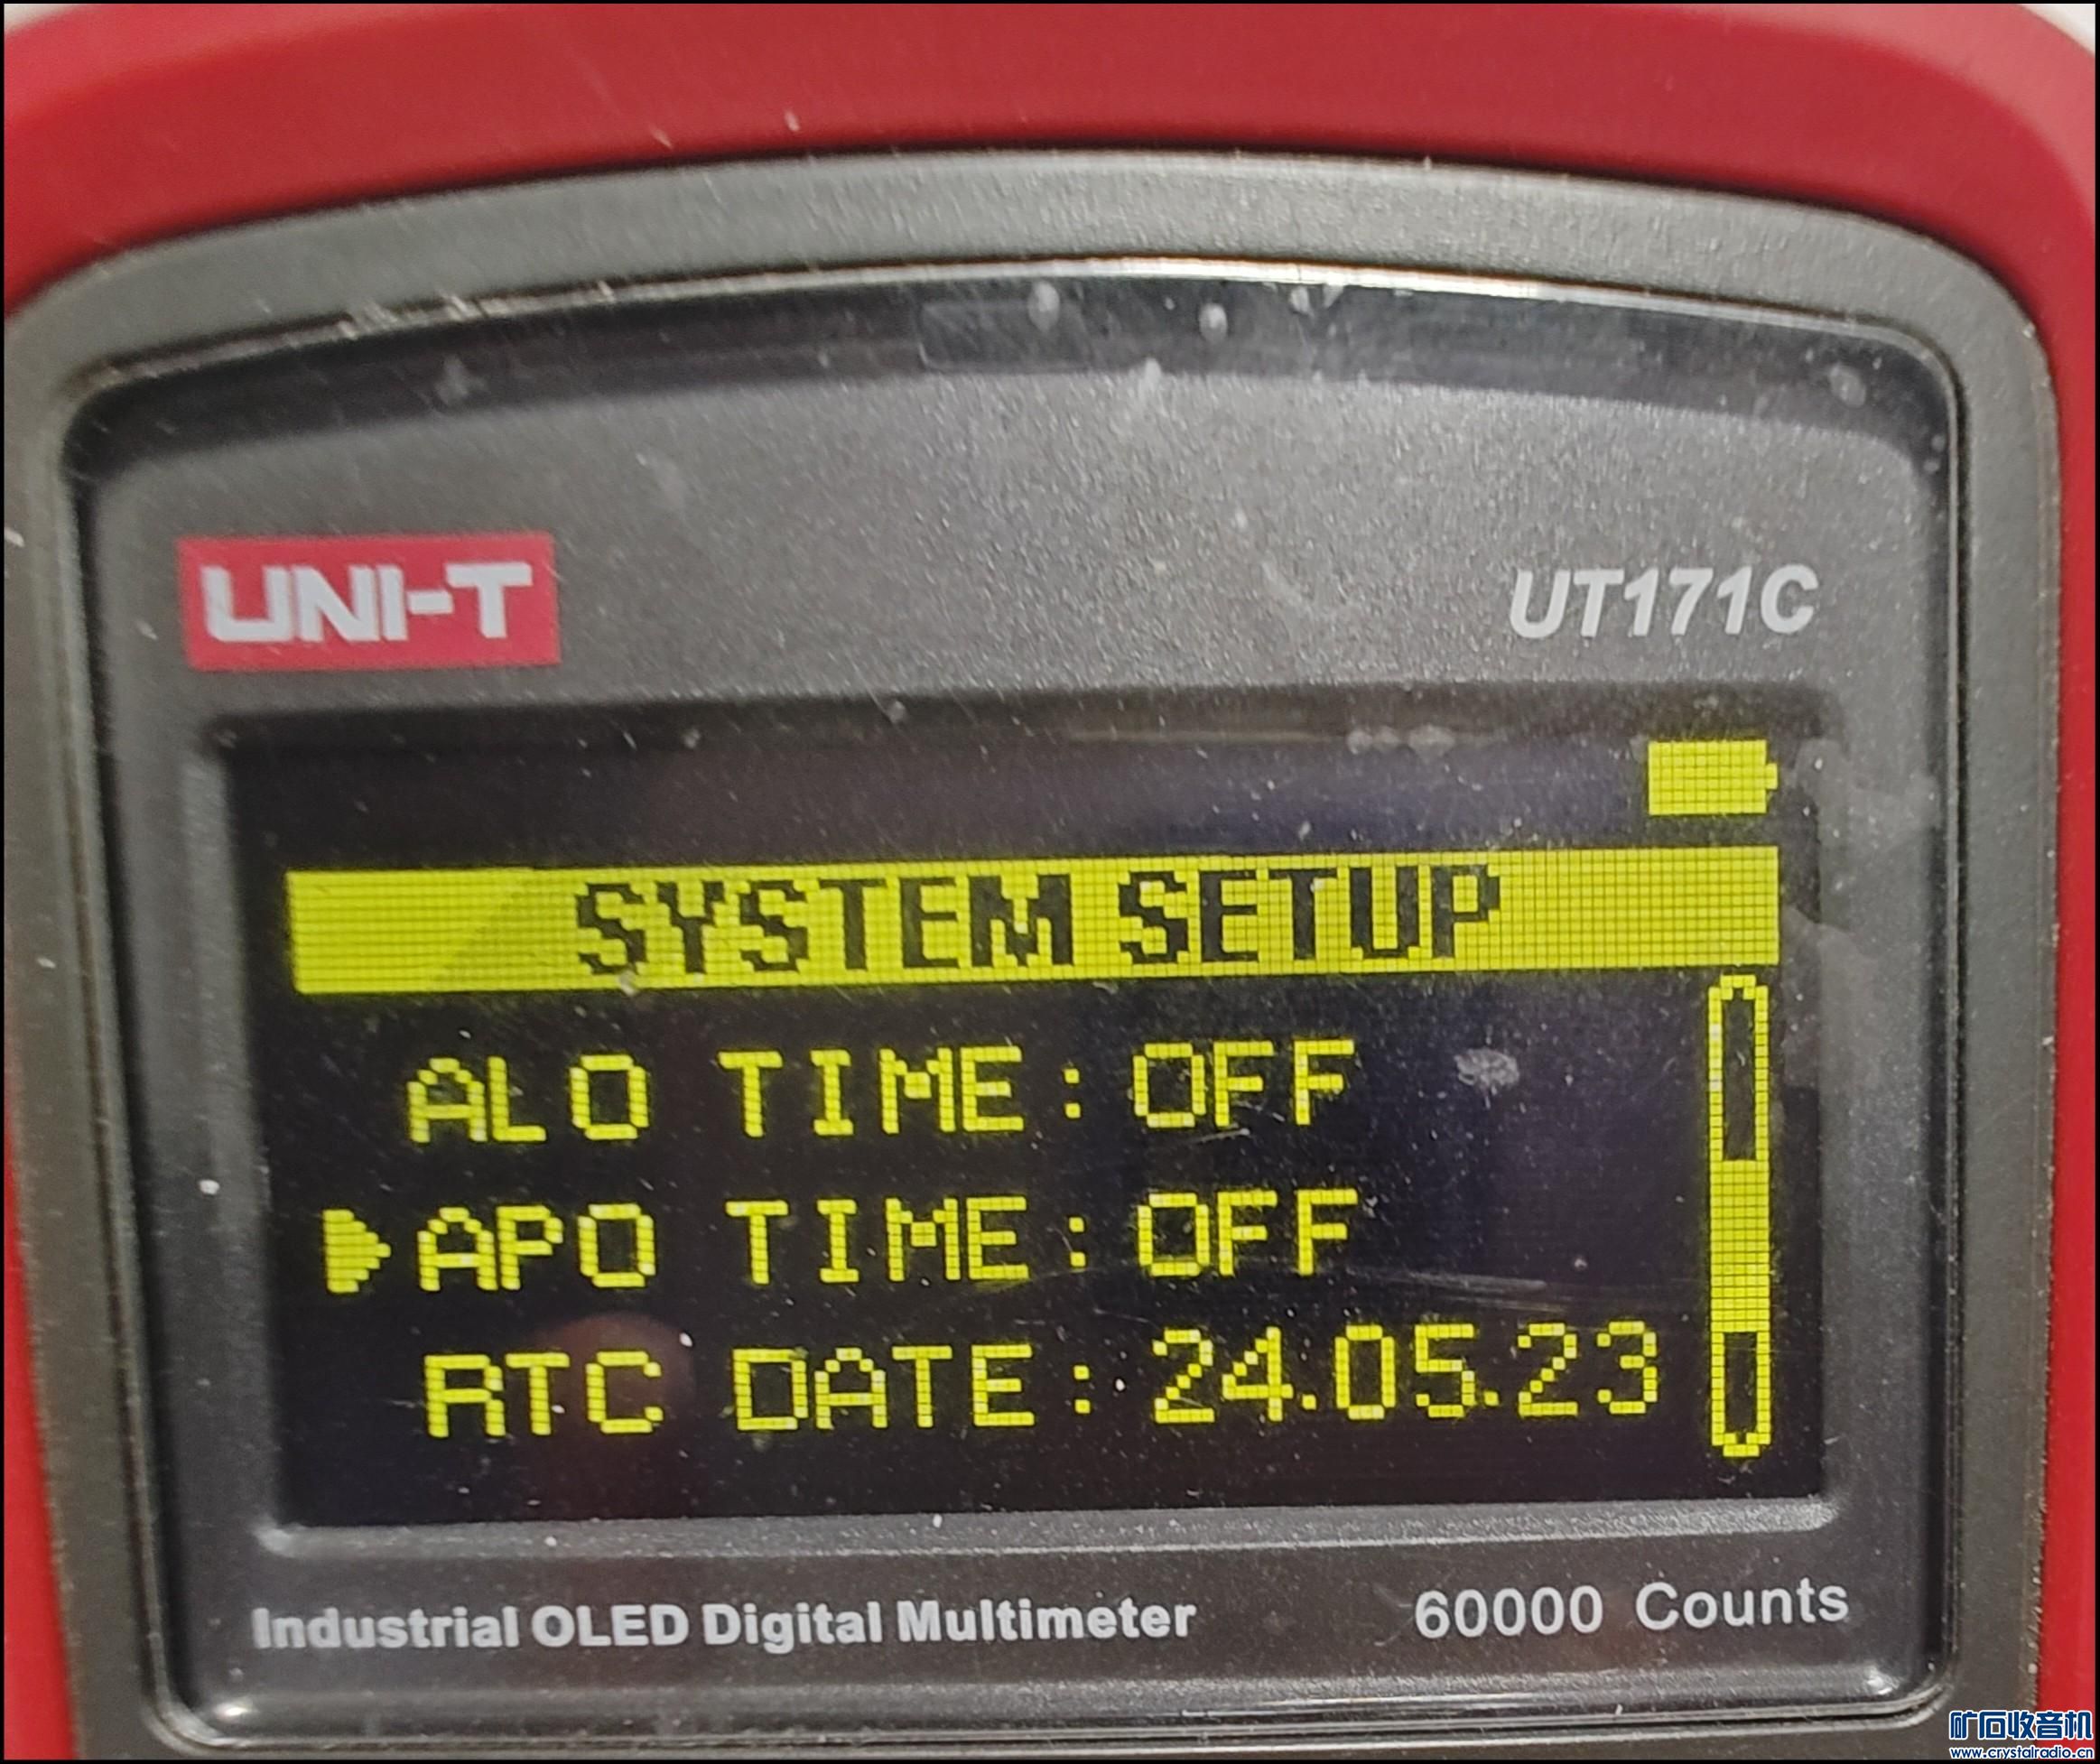 UNI-T
UT171C
SYSTEM SETUP
ALO TIME: OFF
APO TIME: OFF
RTC DATE: 24.05.23
Industrial OLED Digital Multimeter
60000 Counts
矿石收音机
www.crystalradio.cn